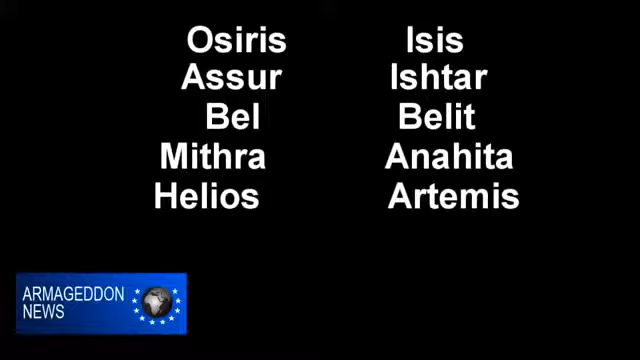 Osiris Isis
Assur Ishtar
Bel Belit
Mithra Anahita
Helios Artemis
ARMAGEDDON
NEWS